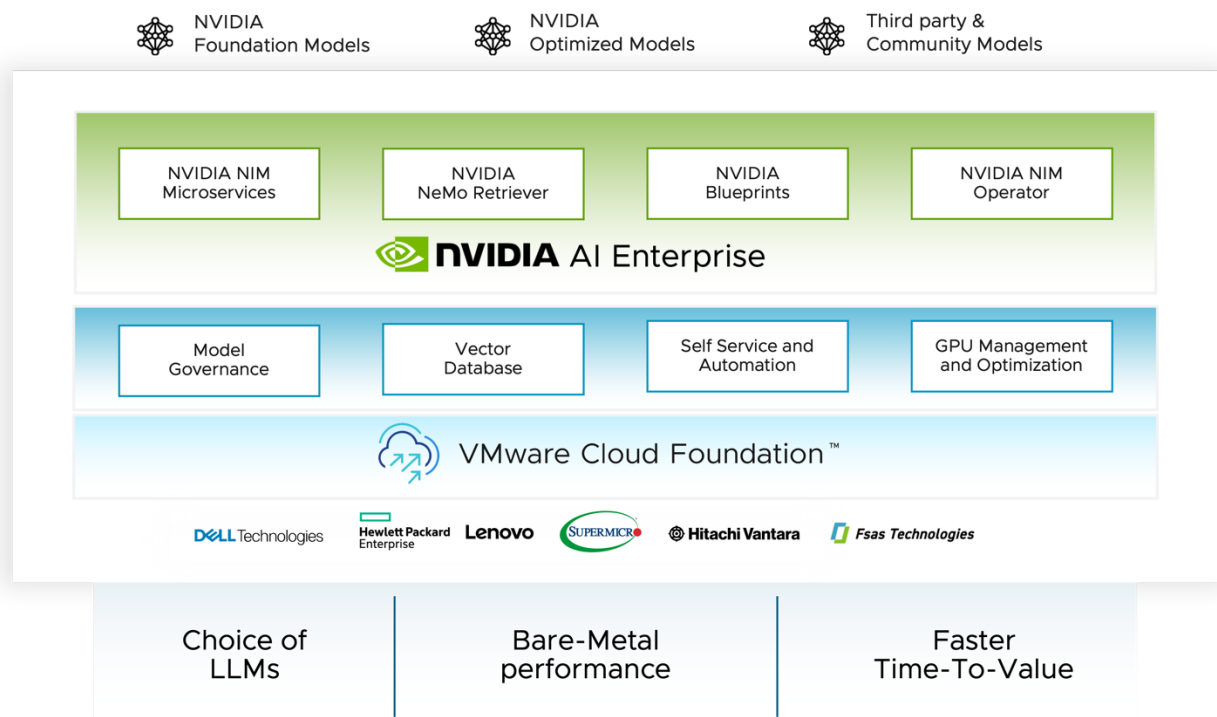 NVIDIA
Foundation Models
NVIDIA
Optimized Models
Third party &
Community Models
NVIDIA NIM
Microservices
NVIDIA
NeMo Retriever
NVIDIA
Blueprints
NVIDIA NIM
Operator
NVIDIA AI Enterprise
Model
Governance
Vector
Database
Self Service and
Automation
GPU Management
and Optimization
VMware Cloud Foundation™
DELL Technologies
Hewlett Packard
Enterprise
Lenovo
SUPERMICR
Hitachi Vantara
Fsas Technologies
Choice of
LLMs
Bare-Metal
performance
Faster
Time-To-Value